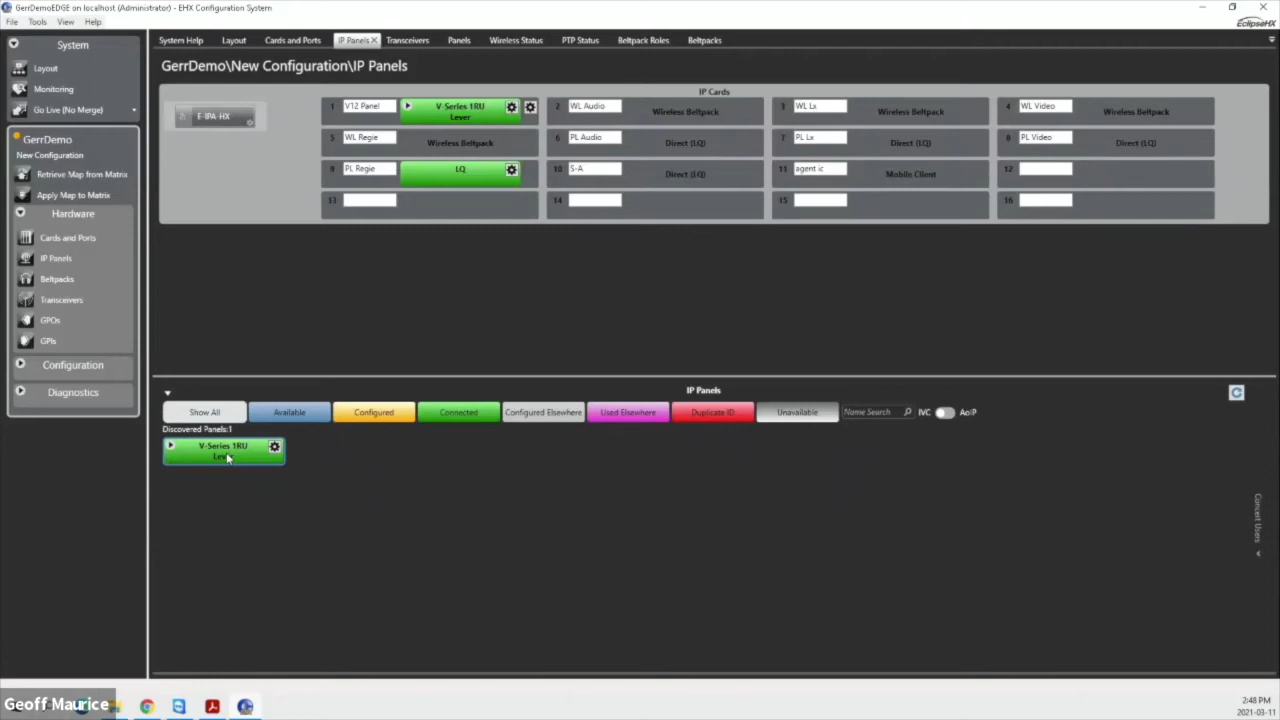 GerrDemoEDGE on localhost (Administrator) - EHX Configuration System
File Tools View Help
EclipseHX
System
Layout
Monitoring
Go Live (No Merge)
GerrDemo
New Configuration
Retrieve Map from Matrix
Apply Map to Matrix
Hardware
Cards and Ports
IP Panels
Beltpacks
Transceivers
GPOs
GPIs
Configuration
Diagnostics
System Help Layout Cards and Ports IP Panels Transceivers Panels Wireless Status PTP Status Beltpack Roles Beltpacks
GerrDemo\New Configuration\IP Panels
IP Cards
E-IPA-HX
1 V12 Panel V-Series 1RU Lever 2 WL Audio Wireless Beltpack 3 WL Lx Wireless Beltpack 4 WL Video Wireless Beltpack
5 WL Regie Wireless Beltpack 6 PL Audio Direct (LQ) 7 PL Lx Direct (LQ) 8 PL Video Direct (LQ)
9 PL Regie LQ 10 S-A Direct (LQ) 11 agent ic Mobile Client 12
13 14 15 16
IP Panels
Show All Available Configured Connected Configured Elsewhere Used Elsewhere Duplicate ID Unavailable Name Search IVC AoIP
Discovered Panels:1
V-Series 1RU
Concert Users
Geoff Maurice
2:48 PM
2021-03-11